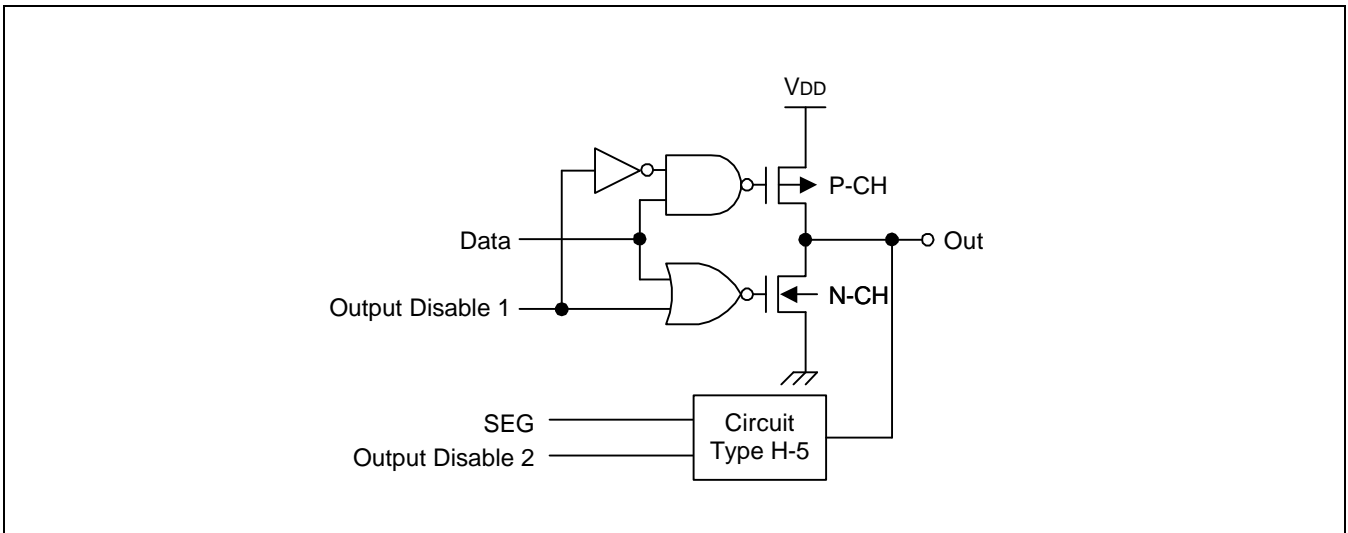 VDD
P-CH
Data
Out
N-CH
Output Disable 1
SEG
Circuit
Type H-5
Output Disable 2